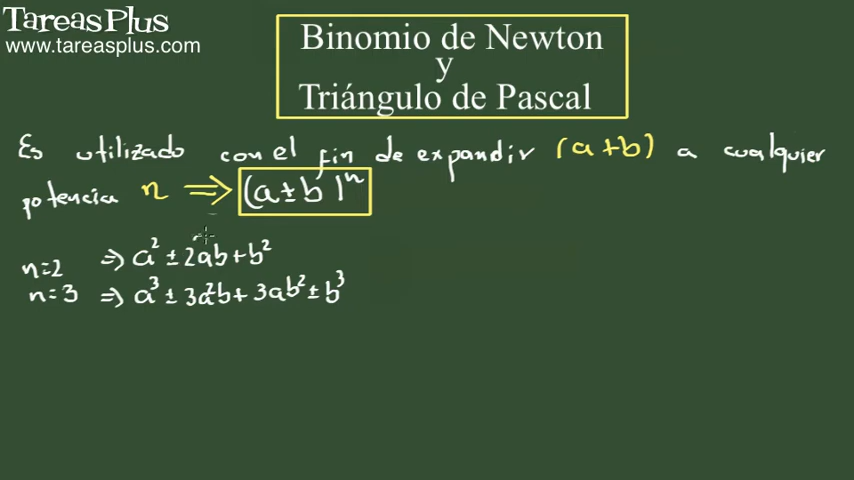 TareasPlus
www.tareasplus.com
Binomio de Newton
y
Triángulo de Pascal
Es utilizado con el fin de expandir (a+b) a cualquier
potencia n ⇒ (a±b)ⁿ
n=2 ⇒ a² ± 2ab + b²
n=3 ⇒ a³ ± 3a²b + 3ab² ± b³